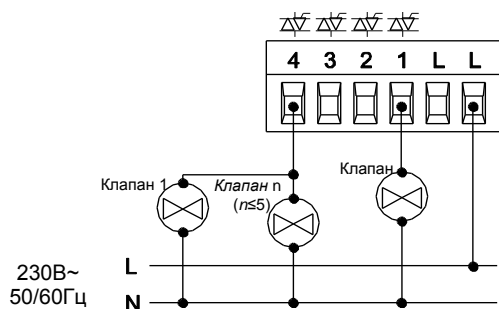 4 3 2 1 L L
Клапан 1
Клапан n
(n≤5)
Клапан
230В~
50/60Гц
L
N